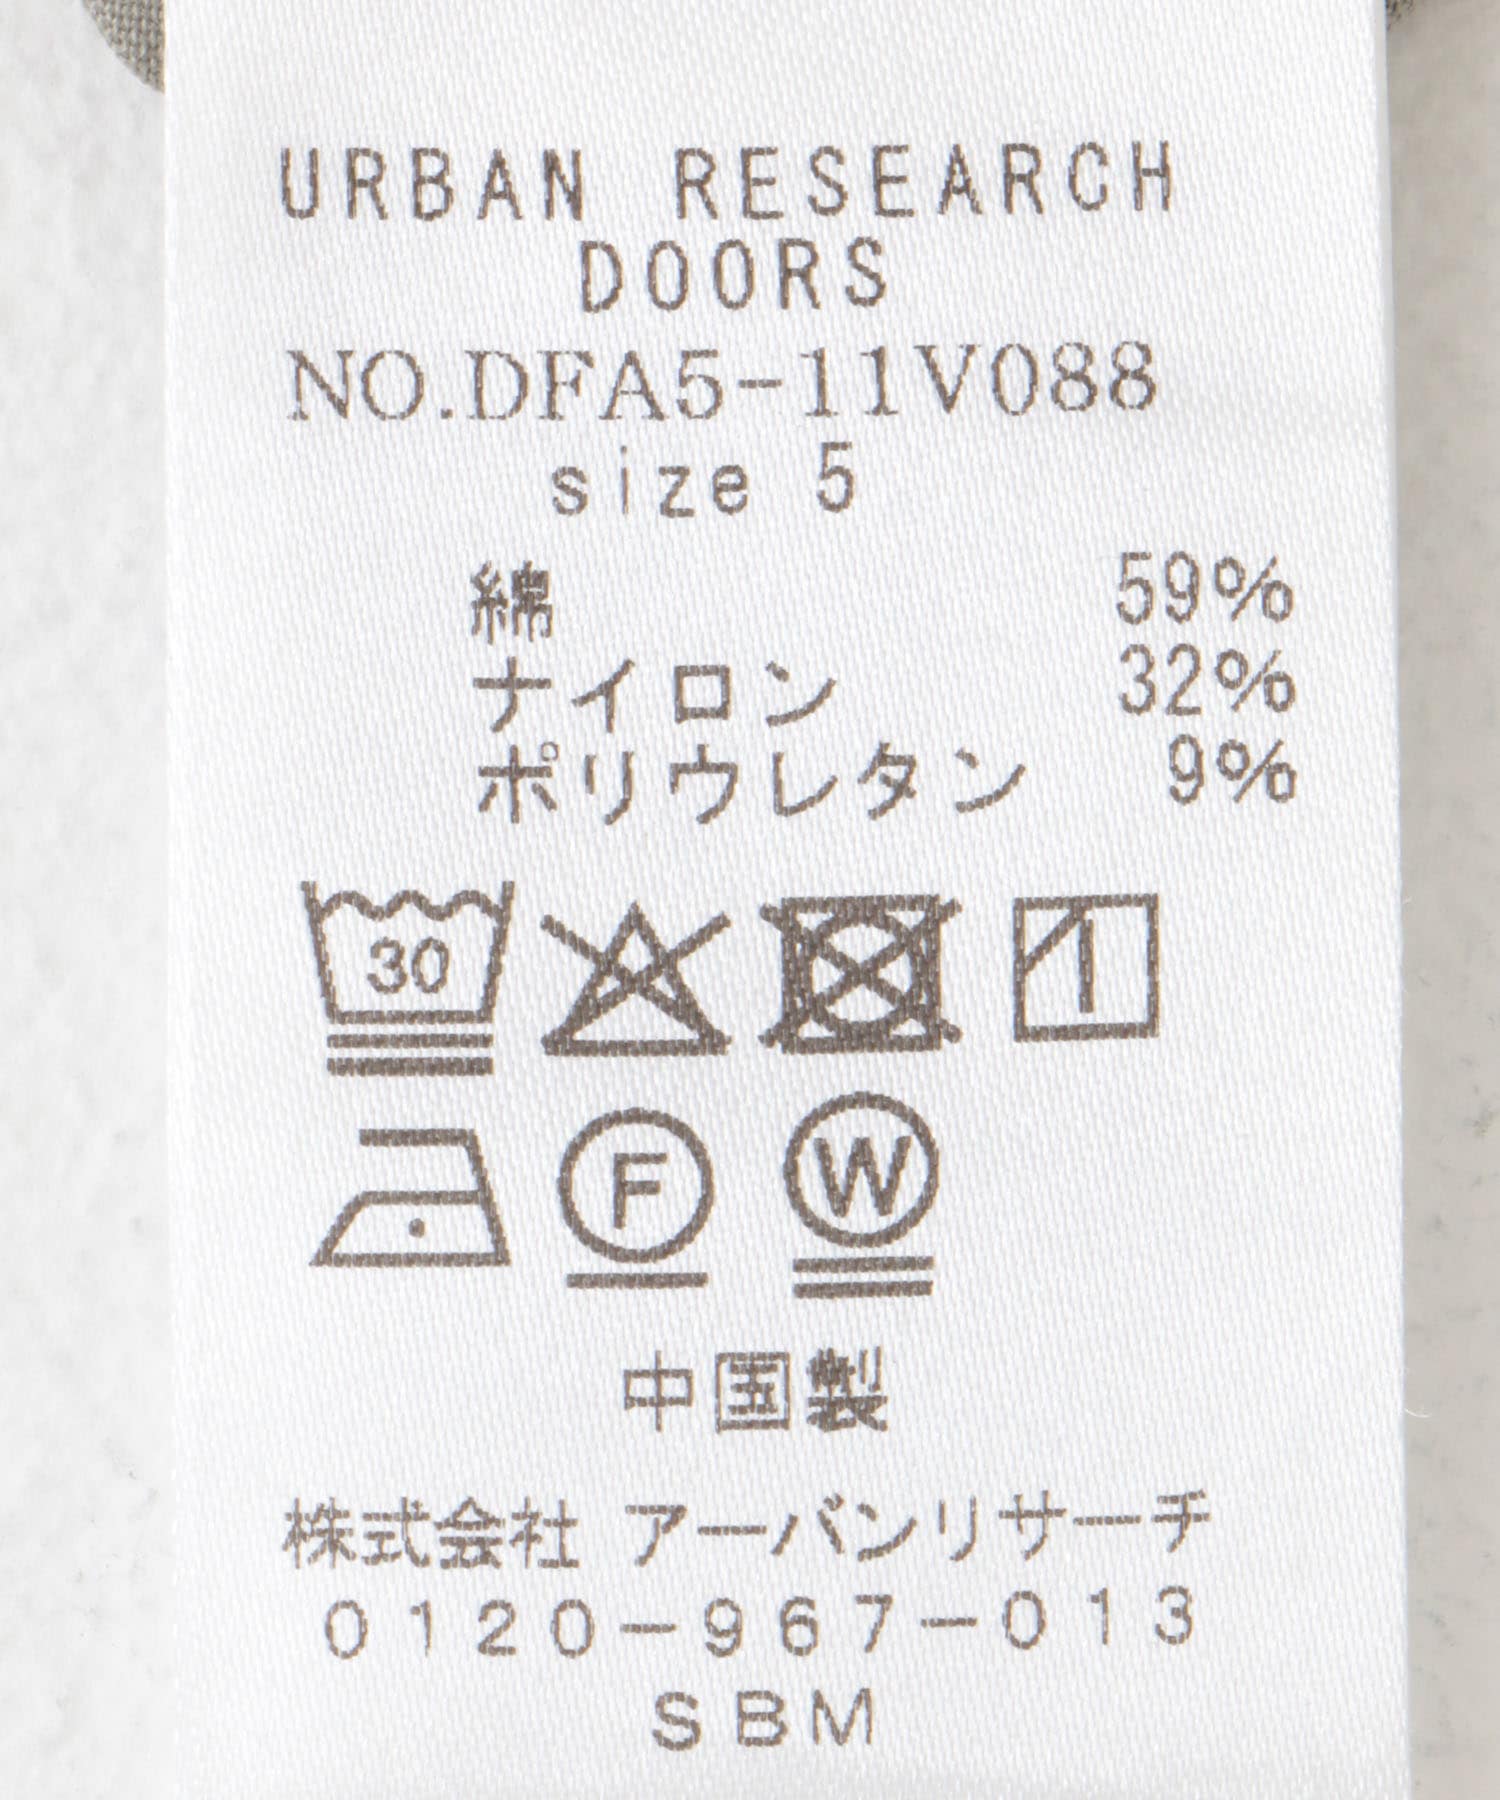 URBAN RESEARCH
DOORS
NO.DFA5-11V088
size 5
綿 59%
ナイロン 32%
ポリウレタン 9%
30
F W
中国製
株式会社 アーバンリサーチ
0120-967-013
SBM